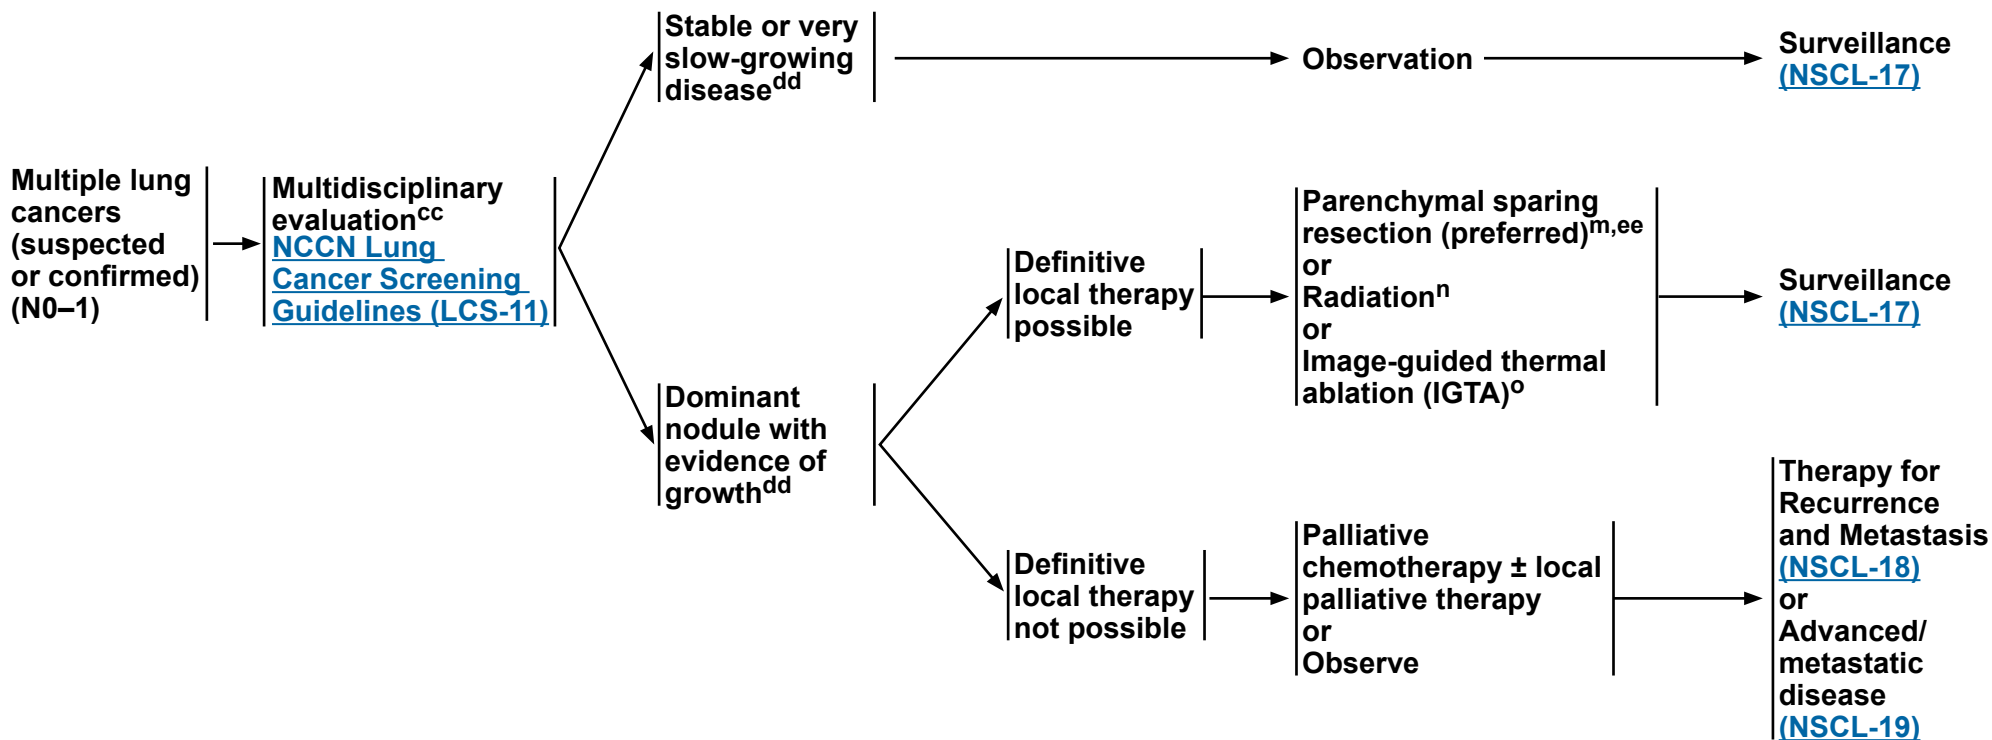 Multiple lung
cancers
(suspected
or confirmed)
(N0–1)
Multidisciplinary
evaluationcc
NCCN Lung
Cancer Screening
Guidelines (LCS-11)
Stable or very
slow-growing
diseasedd
Observation
Surveillance
(NSCL-17)
Dominant
nodule with
evidence of
growthdd
Definitive
local therapy
possible
Parenchymal sparing
resection (preferred)m,ee
or
Radiationn
or
Image-guided thermal
ablation (IGTA)o
Surveillance
(NSCL-17)
Definitive
local therapy
not possible
Palliative
chemotherapy ± local
palliative therapy
or
Observe
Therapy for
Recurrence
and Metastasis
(NSCL-18)
or
Advanced/
metastatic
disease
(NSCL-19)